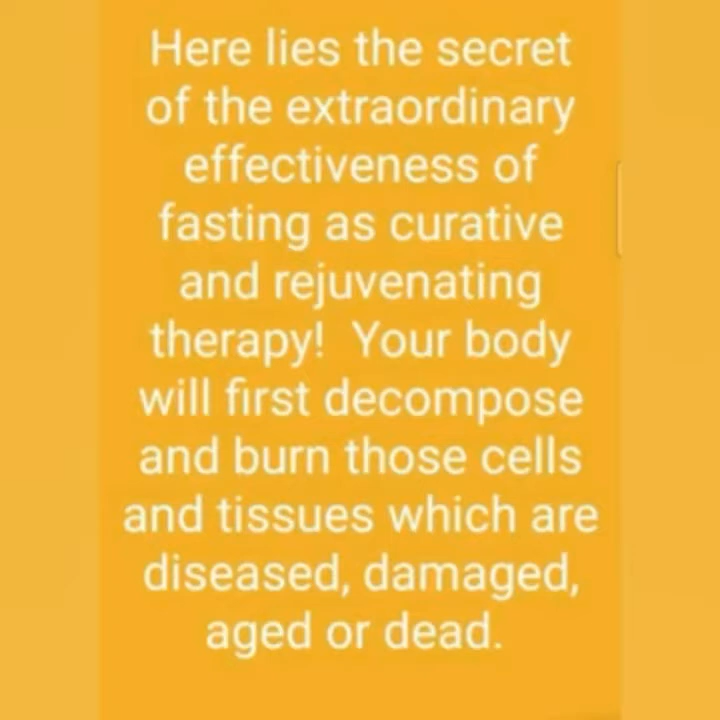 Here lies the secret
of the extraordinary
effectiveness of
fasting as curative
and rejuvenating
therapy!  Your body
will first decompose
and burn those cells
and tissues which are
diseased, damaged,
aged or dead.